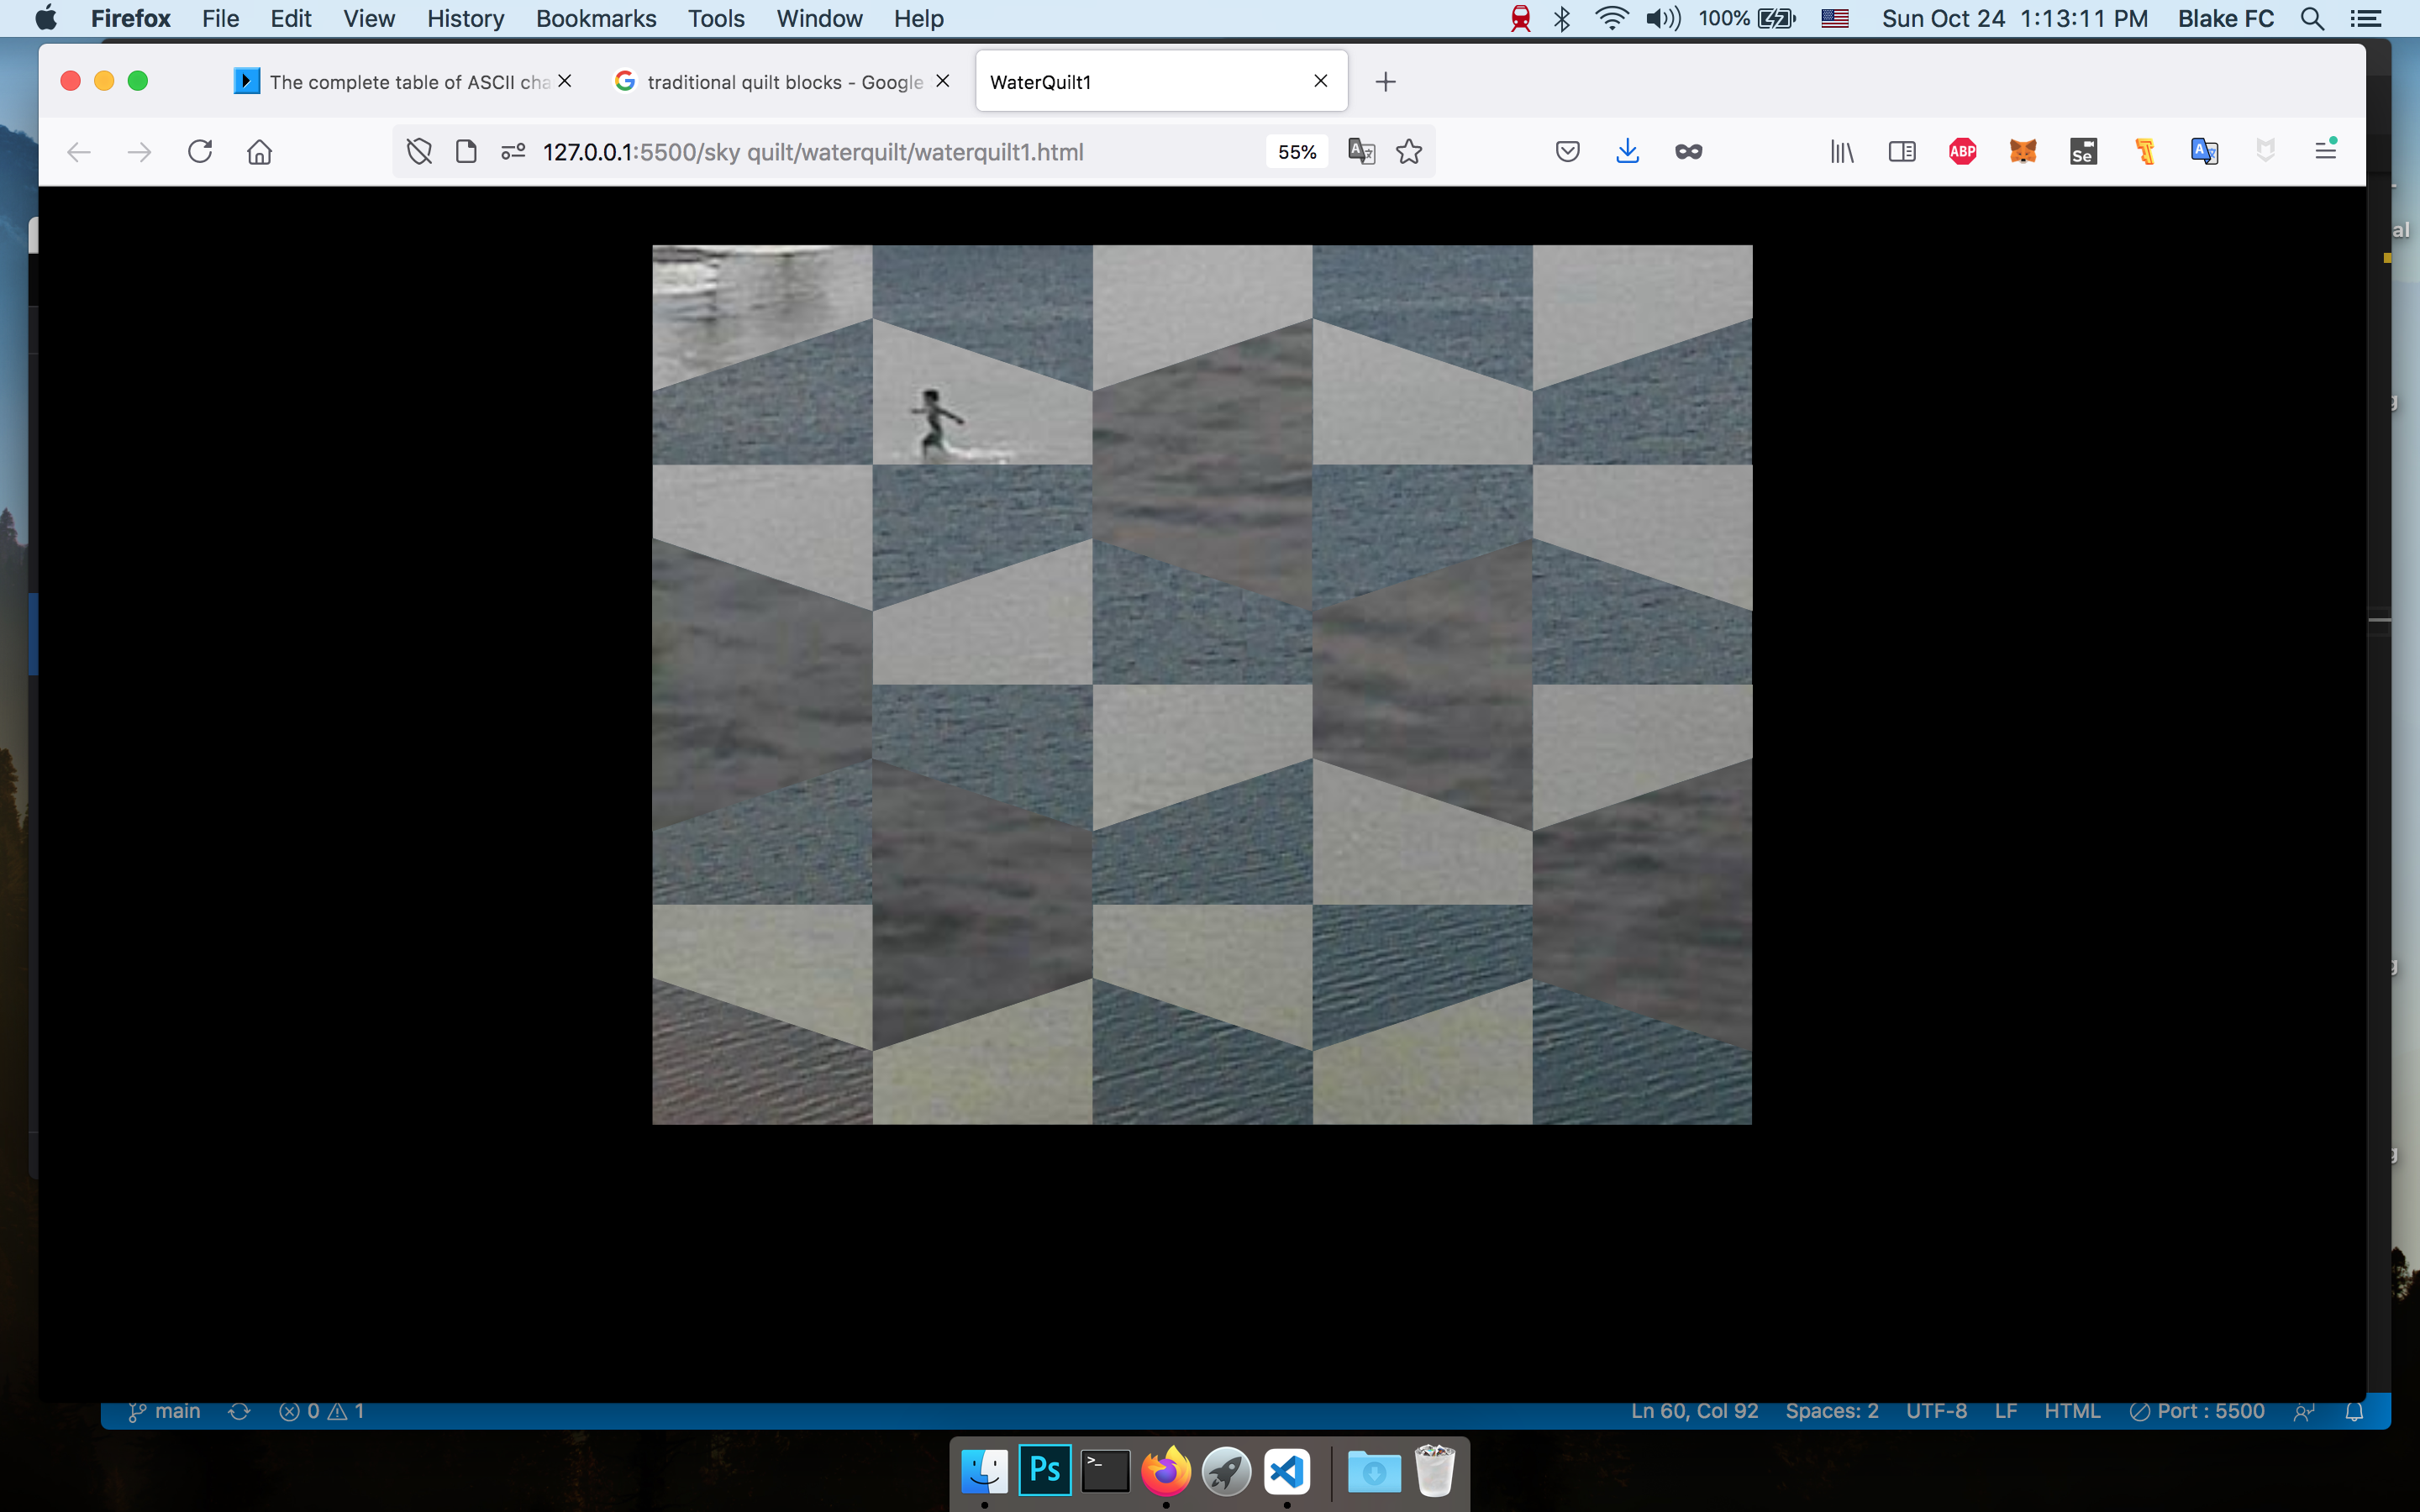 Firefox File Edit View History Bookmarks Tools Window Help 100% Sun Oct 24 1:13:11 PM Blake FC
The complete table of ASCII cha traditional quilt blocks - Google WaterQuilt1
127.0.0.1:5500/sky quilt/waterquilt/waterquilt1.html 55% ABP Se
al
g
g
g
main 0 1 Ln 60, Col 92 Spaces: 2 UTF-8 LF HTML Port : 5500
Ps